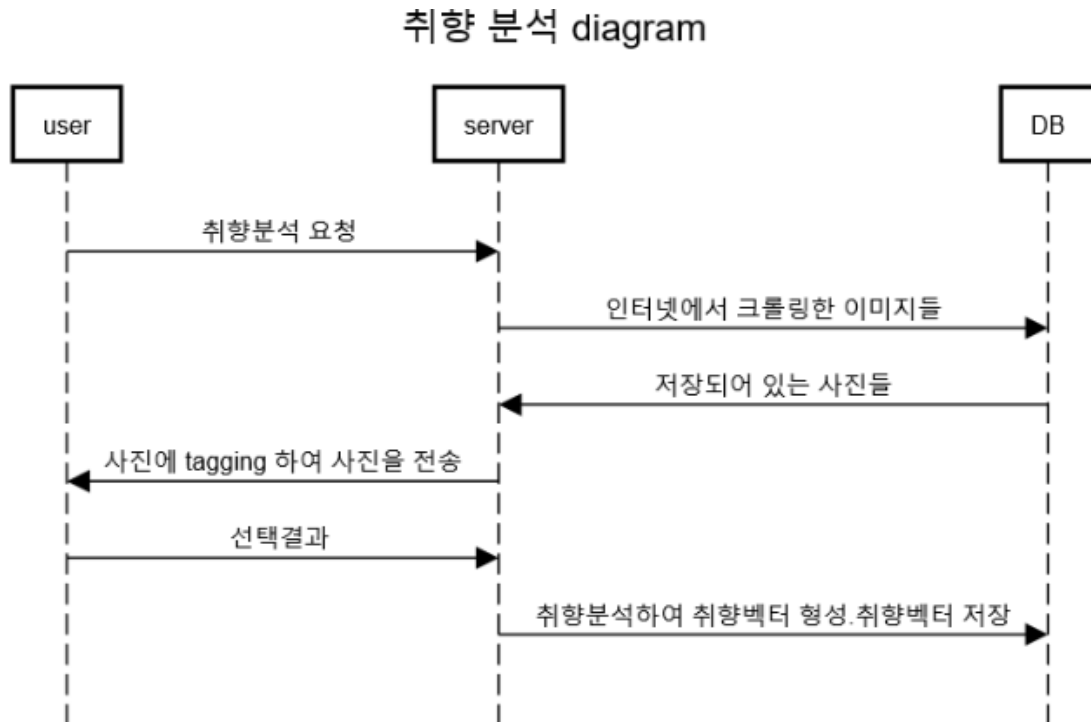 취향 분석 diagram
user
server
DB
취향분석 요청
인터넷에서 크롤링한 이미지들
저장되어 있는 사진들
사진에 tagging 하여 사진을 전송
선택결과
취향분석하여 취향벡터 형성.취향벡터 저장